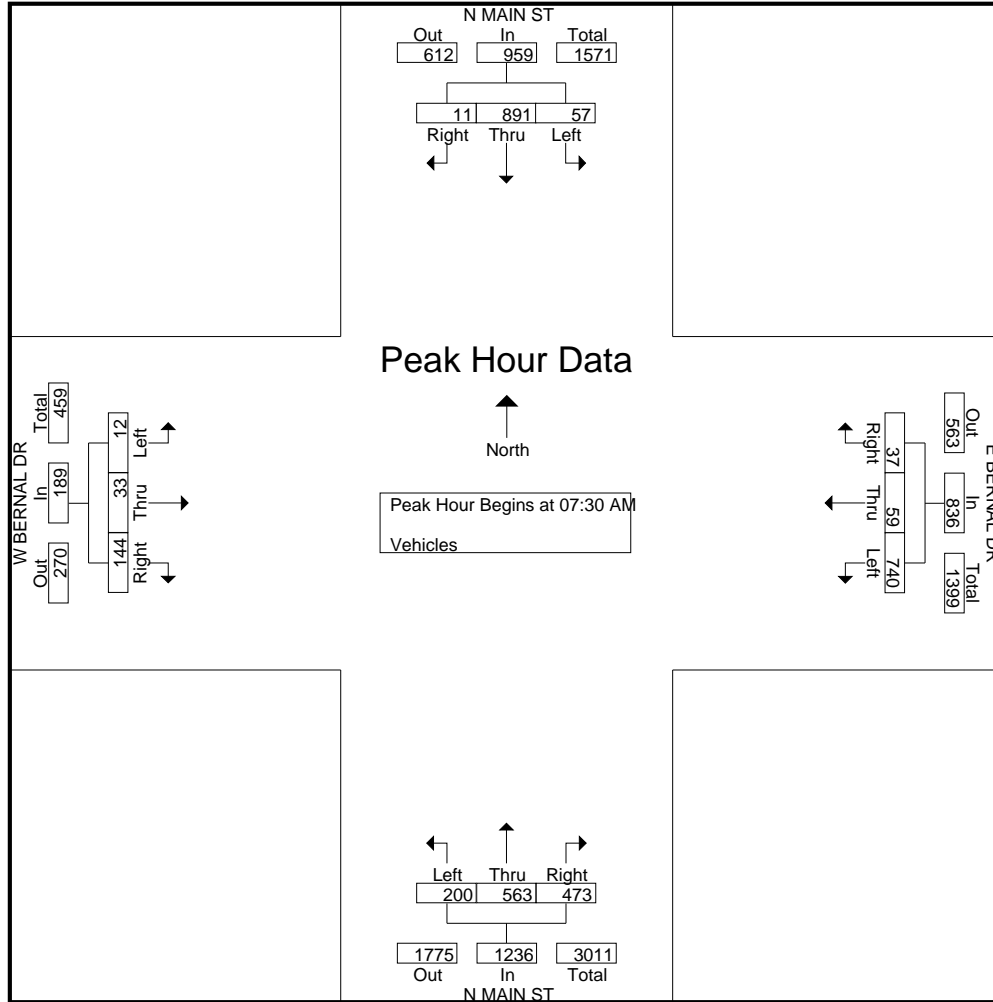 N MAIN ST
Out In Total
612 959 1571
11 891 57
Right Thru Left
Peak Hour Data
North
Peak Hour Begins at 07:30 AM
Vehicles
W BERNAL DR
Total In Out
459 189 270
12 33 144
Left Thru Right
Right Thru Left
37 59 740
563 836 1399
Out In Total
E BERNAL DR
Left Thru Right
200 563 473
1775 1236 3011
Out In Total
N MAIN ST